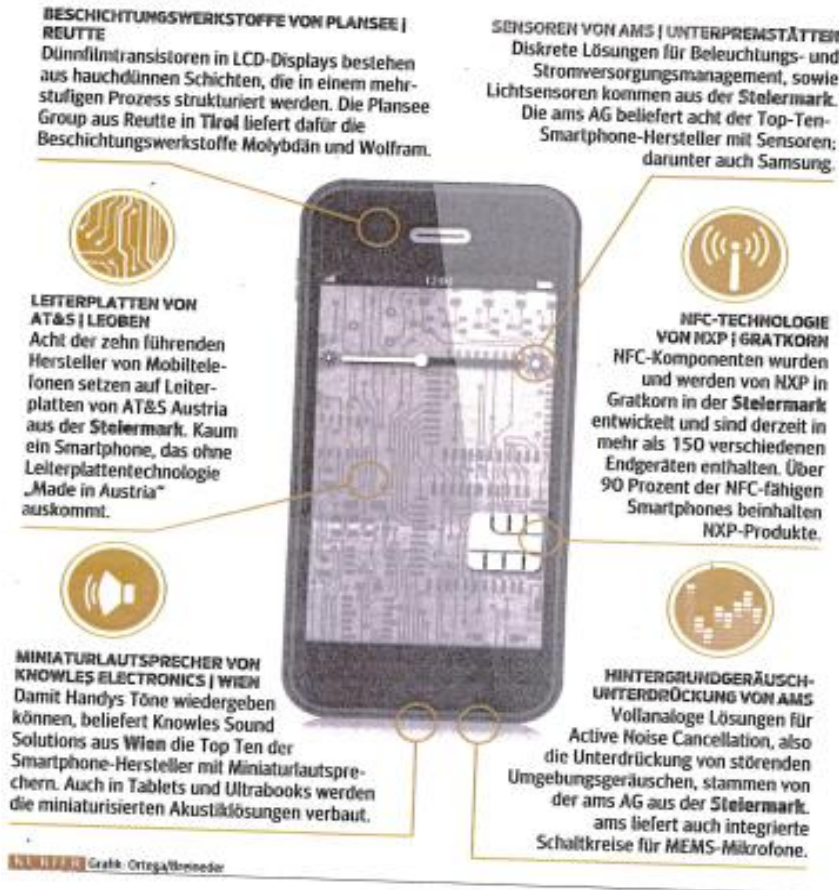 BESCHICHTUNGSWERKSTOFFE VON PLANSEE |
REUTTE
Dünnfilmtransistoren in LCD-Displays bestehen
aus hauchdünnen Schichten, die in einem mehr-
stufigen Prozess strukturiert werden. Die Plansee
Group aus Reutte in Tirol liefert dafür die
Beschichtungswerkstoffe Molybdän und Wolfram.
SENSOREN VON AMS | UNTERPREMSTÄTTEN
Diskrete Lösungen für Beleuchtungs- und
Stromversorgungsmanagement, sowie
Lichtsensoren kommen aus der Steiermark.
Die ams AG beliefert acht der Top-Ten-
Smartphone-Hersteller mit Sensoren;
darunter auch Samsung.
12:00
LEITERPLATTEN VON
AT&S | LEOBEN
Acht der zehn führenden
Hersteller von Mobiltele-
fonen setzen auf Leiter-
platten von AT&S Austria
aus der Steiermark. Kaum
ein Smartphone, das ohne
Leiterplattentechnologie
„Made in Austria“
auskommt.
NFC-TECHNOLOGIE
VON NXP | GRATKORN
NFC-Komponenten wurden
und werden von NXP in
Gratkorn in der Steiermark
entwickelt und sind derzeit in
mehr als 150 verschiedenen
Endgeräten enthalten. Über
90 Prozent der NFC-fähigen
Smartphones beinhalten
NXP-Produkte.
MINIATURLAUTSPRECHER VON
KNOWLES ELECTRONICS | WIEN
Damit Handys Töne wiedergeben
können, beliefert Knowles Sound
Solutions aus Wien die Top Ten der
Smartphone-Hersteller mit Miniaturlautspre-
chern. Auch in Tablets und Ultrabooks werden
die miniaturisierten Akustiklösungen verbaut.
HINTERGRUNDGERÄUSCH-
UNTERDRÜCKUNG VON AMS
Vollanaloge Lösungen für
Active Noise Cancellation, also
die Unterdrückung von störenden
Umgebungsgeräuschen, stammen von
der ams AG aus der Steiermark.
ams liefert auch integrierte
Schaltkreise für MEMS-Mikrofone.
KURIER Grafik: Ortega/Breineder